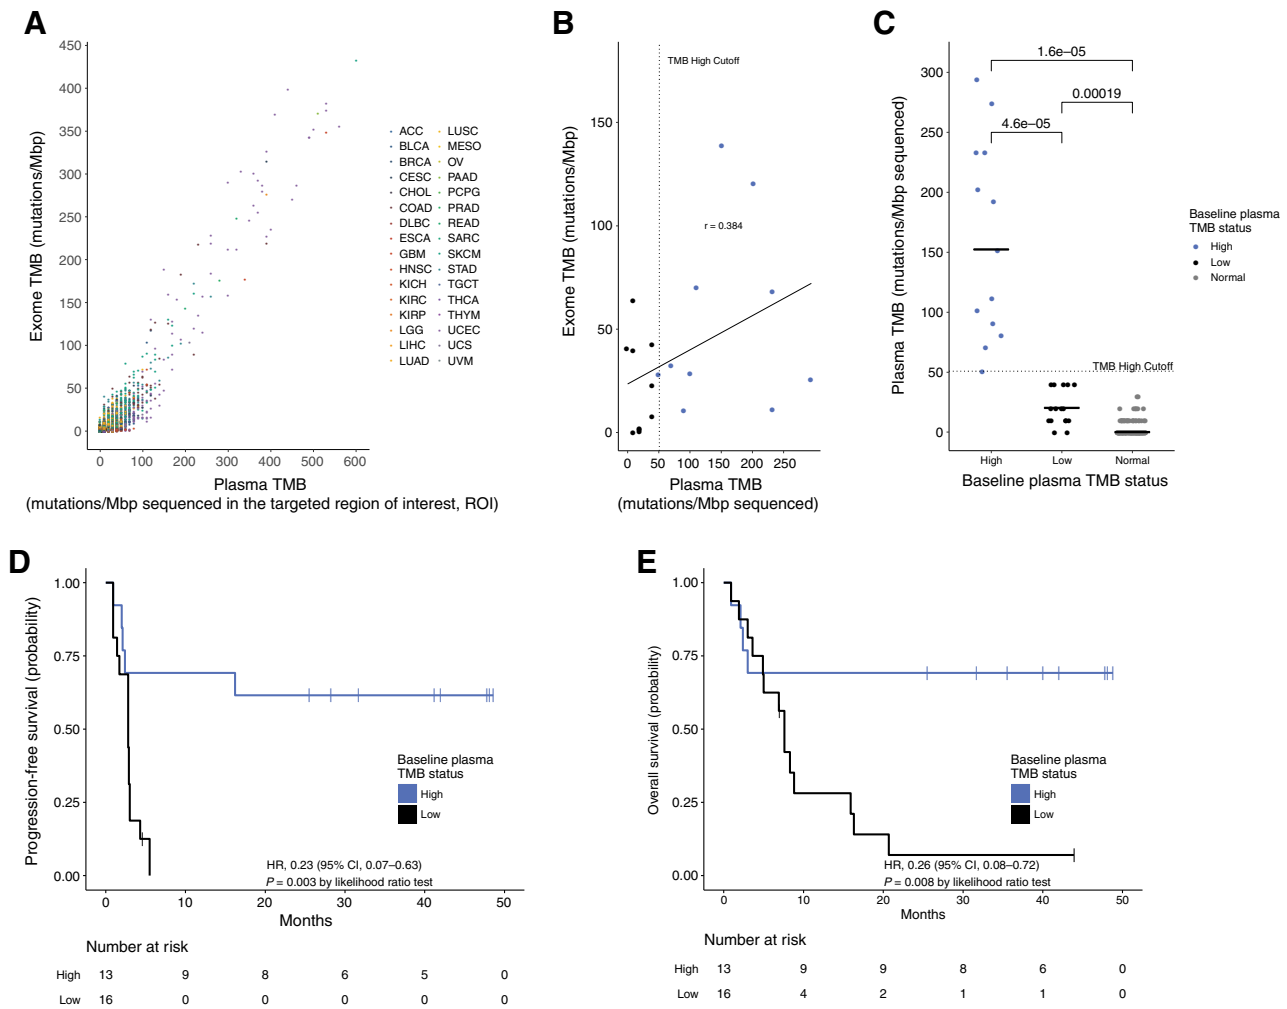 A
450
400
350
300
250
200
150
100
50
0
Exome TMB (mutations/Mbp)
0 100 200 300 400 500 600
Plasma TMB
(mutations/Mbp sequenced in the targeted region of interest, ROI)
ACC LUSC
BLCA MESO
BRCA OV
CESC PAAD
CHOL PCPG
COAD PRAD
DLBC READ
ESCA SARC
GBM SKCM
HNSC STAD
KICH TGCT
KIRC THCA
KIRP THYM
LGG UCEC
LIHC UCS
LUAD UVM
B
TMB High Cutoff
150
100
50
0
Exome TMB (mutations/Mbp)
r = 0.384
0 50 100 150 200 250
Plasma TMB
(mutations/Mbp sequenced)
C
1.6e–05
0.00019
4.6e–05
300
250
200
150
100
50
0
Plasma TMB (mutations/Mbp sequenced)
TMB High Cutoff
High Low Normal
Baseline plasma TMB status
Baseline plasma
TMB status
High
Low
Normal
D
1.00
0.75
0.50
0.25
0.00
Progression-free survival (probability)
Baseline plasma
TMB status
High
Low
HR, 0.23 (95% CI, 0.07–0.63)
P = 0.003 by likelihood ratio test
0 10 20 30 40 50
Months
Number at risk
High 13 9 8 6 5 0
Low 16 0 0 0 0 0
E
1.00
0.75
0.50
0.25
0.00
Overall survival (probability)
Baseline plasma
TMB status
High
Low
HR, 0.26 (95% CI, 0.08–0.72)
P = 0.008 by likelihood ratio test
0 10 20 30 40 50
Months
Number at risk
High 13 9 9 8 6 0
Low 16 4 2 1 1 0